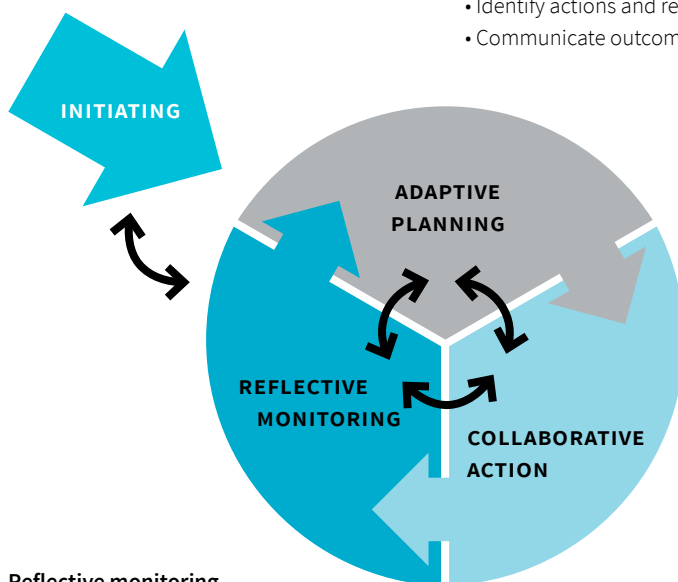 • Identify actions and re
• Communicate outcom
INITIATING
ADAPTIVE
PLANNING
REFLECTIVE
MONITORING
COLLABORATIVE
ACTION
Reflective monitoring